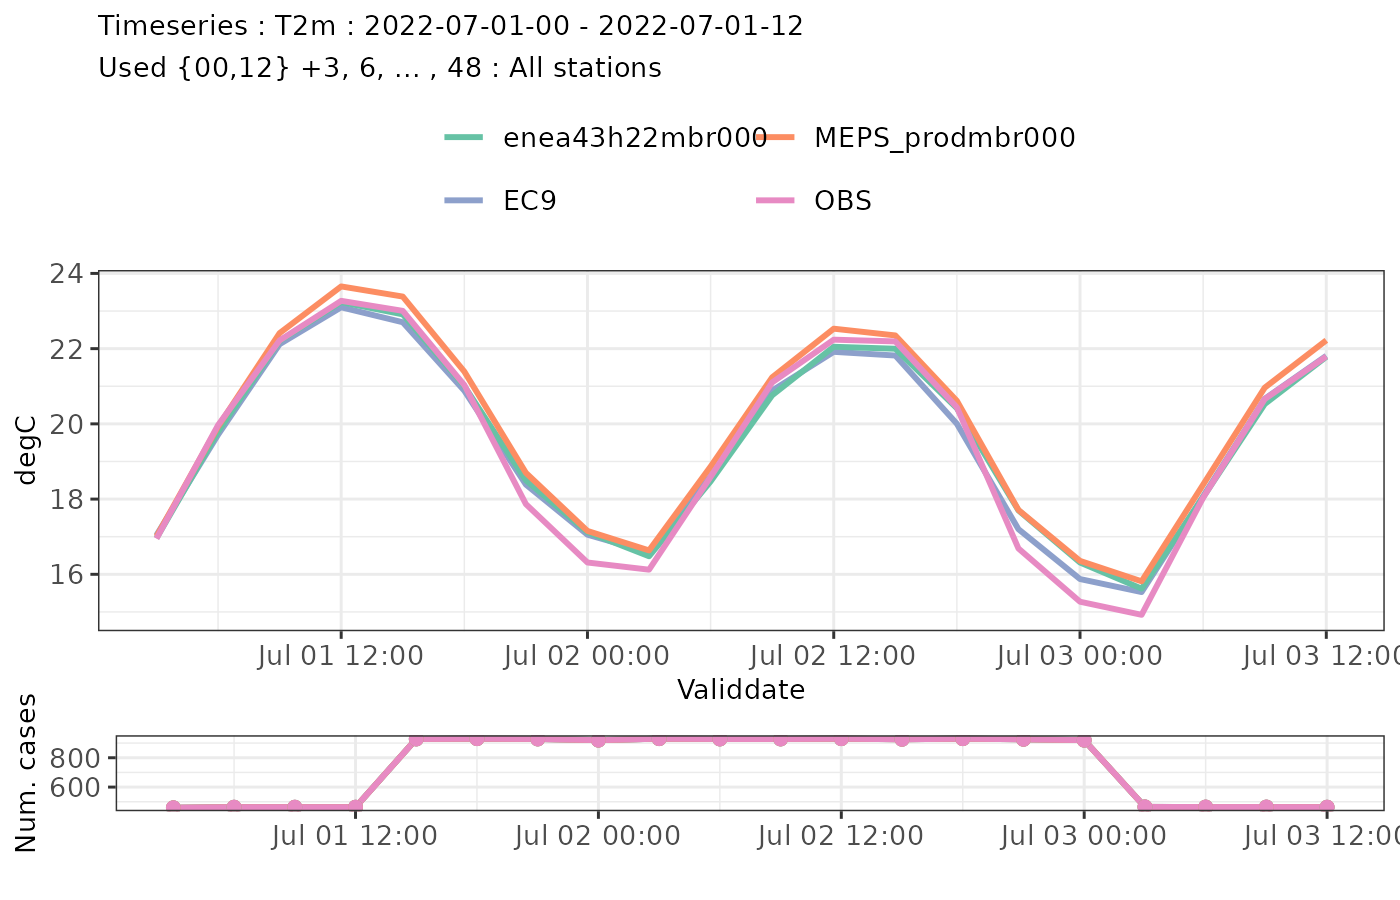 Timeseries : T2m : 2022-07-01-00 - 2022-07-01-12
Used {00,12} +3, 6, ... , 48 : All stations
enea43h22mbr000 MEPS_prodmbr000
EC9 OBS
degC
24
22
20
18
16
Jul 01 12:00 Jul 02 00:00 Jul 02 12:00 Jul 03 00:00 Jul 03 12:00
Validdate
Num. cases
800
600
Jul 01 12:00 Jul 02 00:00 Jul 02 12:00 Jul 03 00:00 Jul 03 12:00